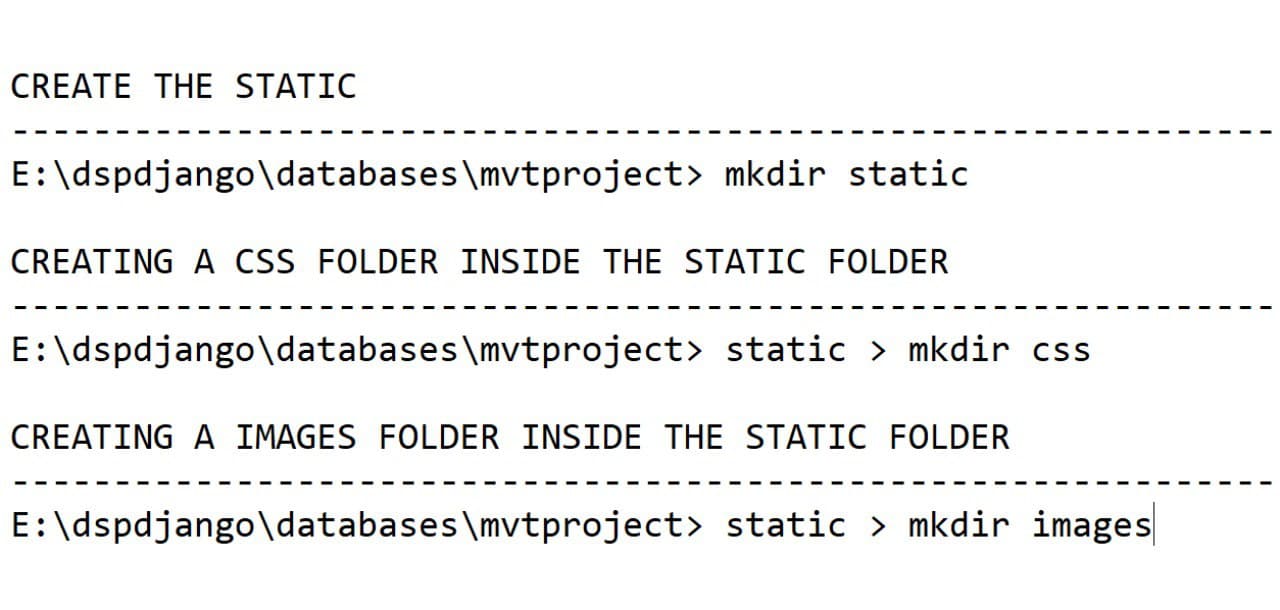 CREATE THE STATIC
--------------------------------------------------------------
E:\dspdjango\databases\mvtproject> mkdir static
CREATING A CSS FOLDER INSIDE THE STATIC FOLDER
--------------------------------------------------------------
E:\dspdjango\databases\mvtproject> static > mkdir css
CREATING A IMAGES FOLDER INSIDE THE STATIC FOLDER
--------------------------------------------------------------
E:\dspdjango\databases\mvtproject> static > mkdir images